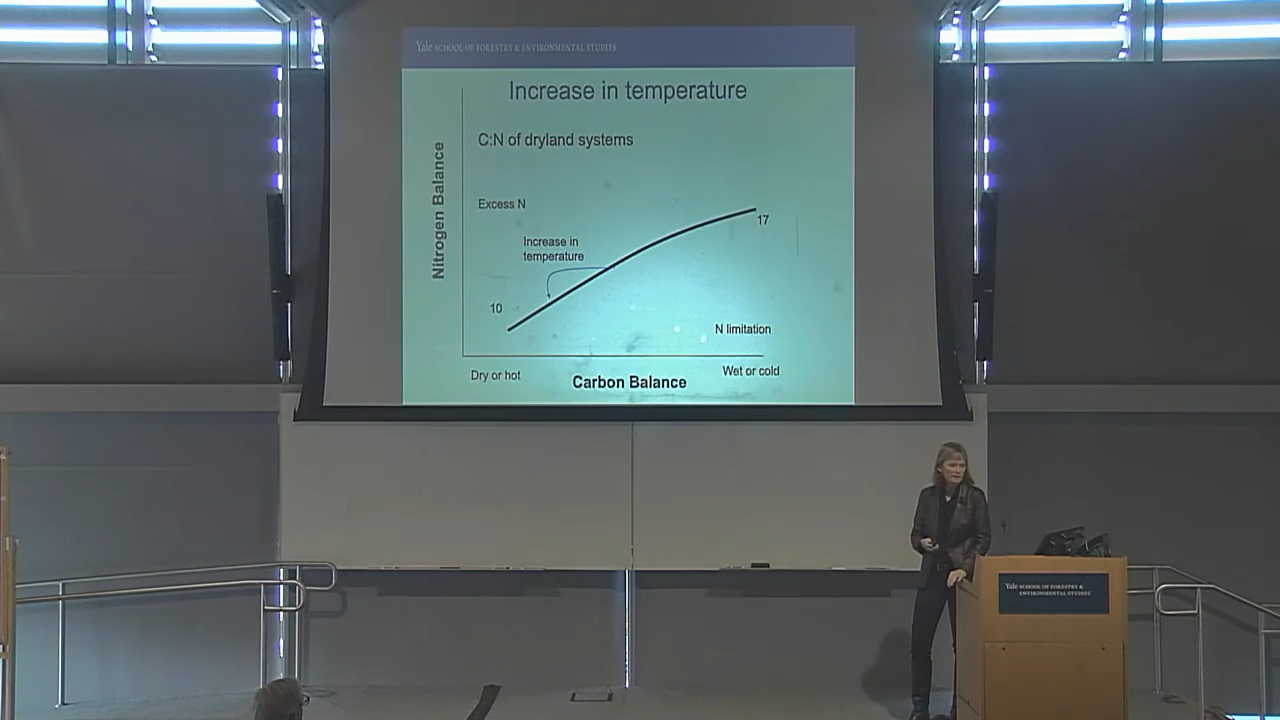 Yale SCHOOL OF FORESTRY & ENVIRONMENTAL STUDIES
Increase in temperature
C:N of dryland systems
Nitrogen Balance
Excess N
17
Increase in
temperature
10
N limitation
Dry or hot
Carbon Balance
Wet or cold
Yale SCHOOL OF FORESTRY &
ENVIRONMENTAL STUDIES